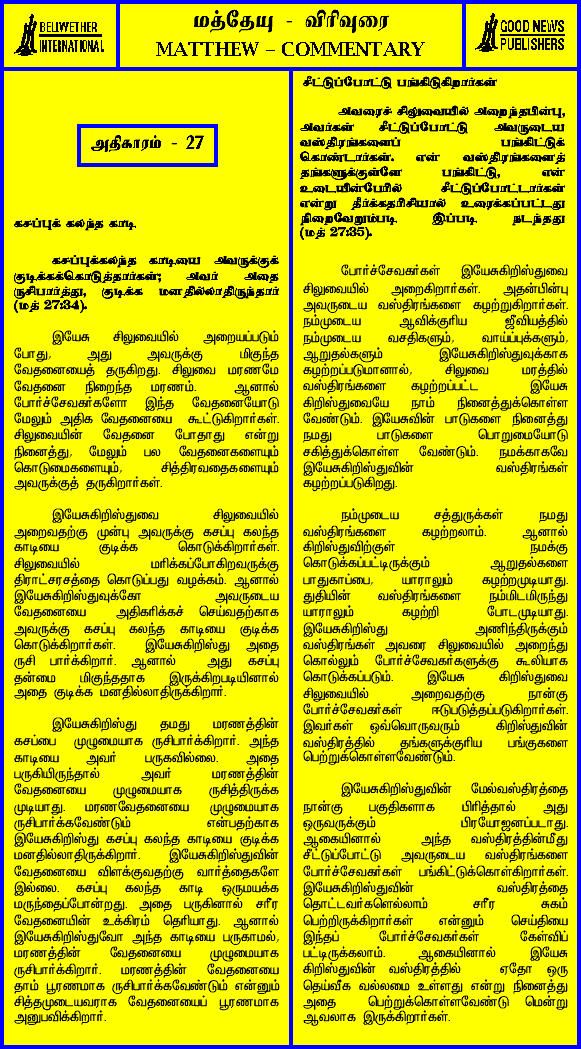 BELIWETHER
INTERNATIONAL
மத்தேயு - விரிவுரை
MATTHEW – COMMENTARY
GOOD NEWS
PUBLISHERS
அதிகாரம் - 27
கசப்புக் கலந்த காடி
கசப்புக்கலந்த காடியை அவருக்குக்
குடிக்கக்கொடுத்தார்கள்; அவர் அதை
ருசிபார்த்து, குடிக்க மனதில்லாதிருந்தார்
(மத் 27:34).
இயேசு சிலுவையில் அறையப்படும்
போது, அது அவருக்கு மிகுந்த
வேதனையைத் தருகிறது. சிலுவை மரணமே
வேதனை நிறைந்த மரணம். ஆனால்
போர்ச்சேவகர்களோ இந்த வேதனையோடு
மேலும் அதிக வேதனையை கூட்டுகிறார்கள்.
சிலுவையின் வேதனை போதாது என்று
நினைத்து, மேலும் பல வேதனைகளையும்
கொடுமைகளையும், சித்திரவதைகளையும்
அவருக்குத் தருகிறார்கள்.
இயேசுகிறிஸ்துவை சிலுவையில்
அறைவதற்கு முன்பு அவருக்கு கசப்பு கலந்த
காடியை குடிக்க கொடுக்கிறார்கள்.
சிலுவையில் மரிக்கப்போகிறவருக்கு
திராட்சரசத்தை கொடுப்பது வழக்கம். ஆனால்
இயேசுகிறிஸ்துவுக்கோ அவருடைய
வேதனையை அதிகரிக்கச் செய்வதற்காக
அவருக்கு கசப்பு கலந்த காடியை குடிக்க
கொடுக்கிறார்கள். இயேசுகிறிஸ்து அதை
ருசி பார்க்கிறார். ஆனால் அது கசப்பு
தன்மை மிகுந்ததாக இருக்கிறபடியினால்
அதை குடிக்க மனதில்லாதிருக்கிறார்.
இயேசுகிறிஸ்து தமது மரணத்தின்
கசப்பை முழுமையாக ருசிபார்க்கிறார். அந்த
காடியை அவர் பருகவில்லை. அதை
பருகியிருந்தால் அவர் மரணத்தின்
வேதனையை முழுமையாக ருசித்திருக்க
முடியாது. மரணவேதனையை முழுமையாக
ருசிபார்க்கவேண்டும் என்பதற்காக
இயேசுகிறிஸ்து கசப்பு கலந்த காடியை குடிக்க
மனதில்லாதிருக்கிறார். இயேசுகிறிஸ்துவின்
வேதனையை விளக்குவதற்கு வார்த்தைகளே
இல்லை. கசப்பு கலந்த காடி ஒருமயக்க
மருந்தைப்போன்றது. அதை பருகினால் சரீர
வேதனையின் உக்கிரம் தெரியாது. ஆனால்
இயேசுகிறிஸ்துவோ அந்த காடியை பருகாமல்,
மரணத்தின் வேதனையை முழுமையாக
ருசிபார்க்கிறார். மரணத்தின் வேதனையை
தாம் பூரணமாக ருசிபார்க்கவேண்டும் என்னும்
சித்தமுடையவராக வேதனையைப் பூரணமாக
அனுபவிக்கிறார்.
சீட்டுப்போட்டு பங்கிடுகிறார்கள்
அவரைச் சிலுவையில் அறைந்தபின்பு,
அவர்கள் சீட்டுப்போட்டு அவருடைய
வஸ்திரங்களைப் பங்கிட்டுக்
கொண்டார்கள். என் வஸ்திரங்களைத்
தங்களுக்குள்ளே பங்கிட்டு, என்
உடையின்பேரில் சீட்டுப்போட்டார்கள்
என்று தீர்க்கதரிசியால் உரைக்கப்பட்டது
நிறைவேறும்படி இப்படி நடந்தது
(மத் 27:35).
போர்ச்சேவகர்கள் இயேசுகிறிஸ்துவை
சிலுவையில் அறைகிறார்கள். அதன்பின்பு
அவருடைய வஸ்திரங்களை கழற்றுகிறார்கள்.
நம்முடைய ஆவிக்குரிய ஜீவியத்தில்
நம்முடைய வசதிகளும், வாய்ப்புக்களும்,
ஆறுதல்களும் இயேசுகிறிஸ்துவுக்காக
கழற்றப்படுமானால், சிலுவை மரத்தில்
வஸ்திரங்களை கழற்றப்பட்ட இயேசு
கிறிஸ்துவையே நாம் நினைத்துக்கொள்ள
வேண்டும். இயேசுவின் பாடுகளை நினைத்து
நமது பாடுகளை பொறுமையோடு
சகித்துக்கொள்ள வேண்டும். நமக்காகவே
இயேசுகிறிஸ்துவின் வஸ்திரங்கள்
கழற்றப்படுகிறது.
நம்முடைய சத்துருக்கள் நமது
வஸ்திரங்களை கழற்றலாம். ஆனால்
கிறிஸ்துவிற்குள் நமக்கு
கொடுக்கப்பட்டிருக்கும் ஆறுதல்களை
பாதுகாப்பை, யாராலும் கழற்றமுடியாது.
துதியின் வஸ்திரங்களை நம்மிடமிருந்து
யாராலும் கழற்றி போடமுடியாது.
இயேசுகிறிஸ்து அணிந்திருக்கும்
வஸ்திரங்கள் அவரை சிலுவையில் அறைந்து
கொல்லும் போர்ச்சேவகர்களுக்கு கூலியாக
கொடுக்கப்படும். இயேசு கிறிஸ்துவை
சிலுவையில் அறைவதற்கு நான்கு
போர்ச்சேவகர்கள் ஈடுபடுத்தப்படுகிறார்கள்.
இவர்கள் ஒவ்வொருவரும் கிறிஸ்துவின்
வஸ்திரத்தில் தங்களுக்குரிய பங்குகளை
பெற்றுக்கொள்ளவேண்டும்.
இயேசுகிறிஸ்துவின் மேல்வஸ்திரத்தை
நான்கு பகுதிகளாக பிரித்தால் அது
ஒருவருக்கும் பிரயோஜனப்படாது.
ஆகையினால் அந்த வஸ்திரத்தின்மீது
சீட்டுப்போட்டு அவருடைய வஸ்திரங்களை
போர்ச்சேவகர்கள் பங்கிட்டுக்கொள்கிறார்கள்.
இயேசுகிறிஸ்துவின் வஸ்திரத்தை
தொட்டவர்களெல்லாம் சரீர சுகம்
பெற்றிருக்கிறார்கள் என்னும் செய்தியை
இந்தப் போர்ச்சேவகர்கள் கேள்விப்
பட்டிருக்கலாம். ஆகையினால் இயேசு
கிறிஸ்துவின் வஸ்திரத்தில் ஏதோ ஒரு
தெய்வீக வல்லமை உள்ளது என்று நினைத்து
அதை பெற்றுக்கொள்ளவேண்டு மென்று
ஆவலாக இருக்கிறார்கள்.